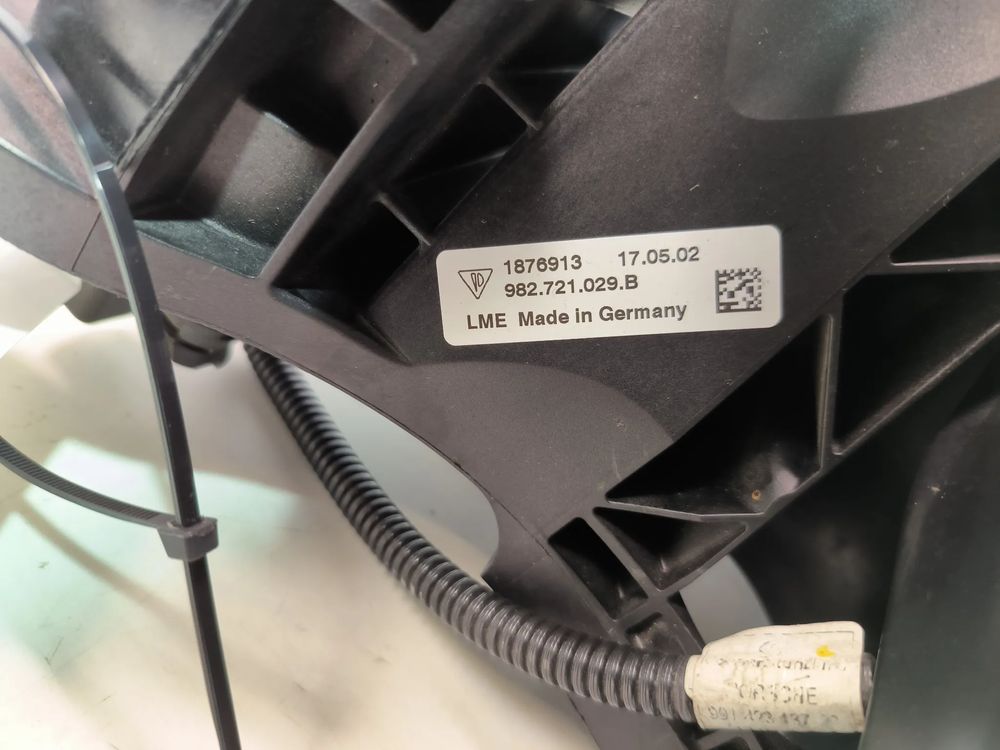 1876913 17.05.02
982.721.029.B
LME Made in Germany
PORSCHE